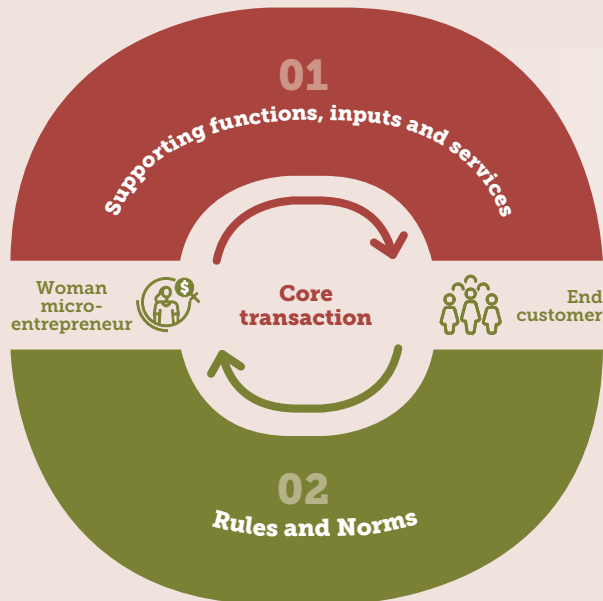 01
Supporting functions, inputs and services
Woman
micro-
entrepreneur
$
Core
transaction
End
customer
02
Rules and Norms